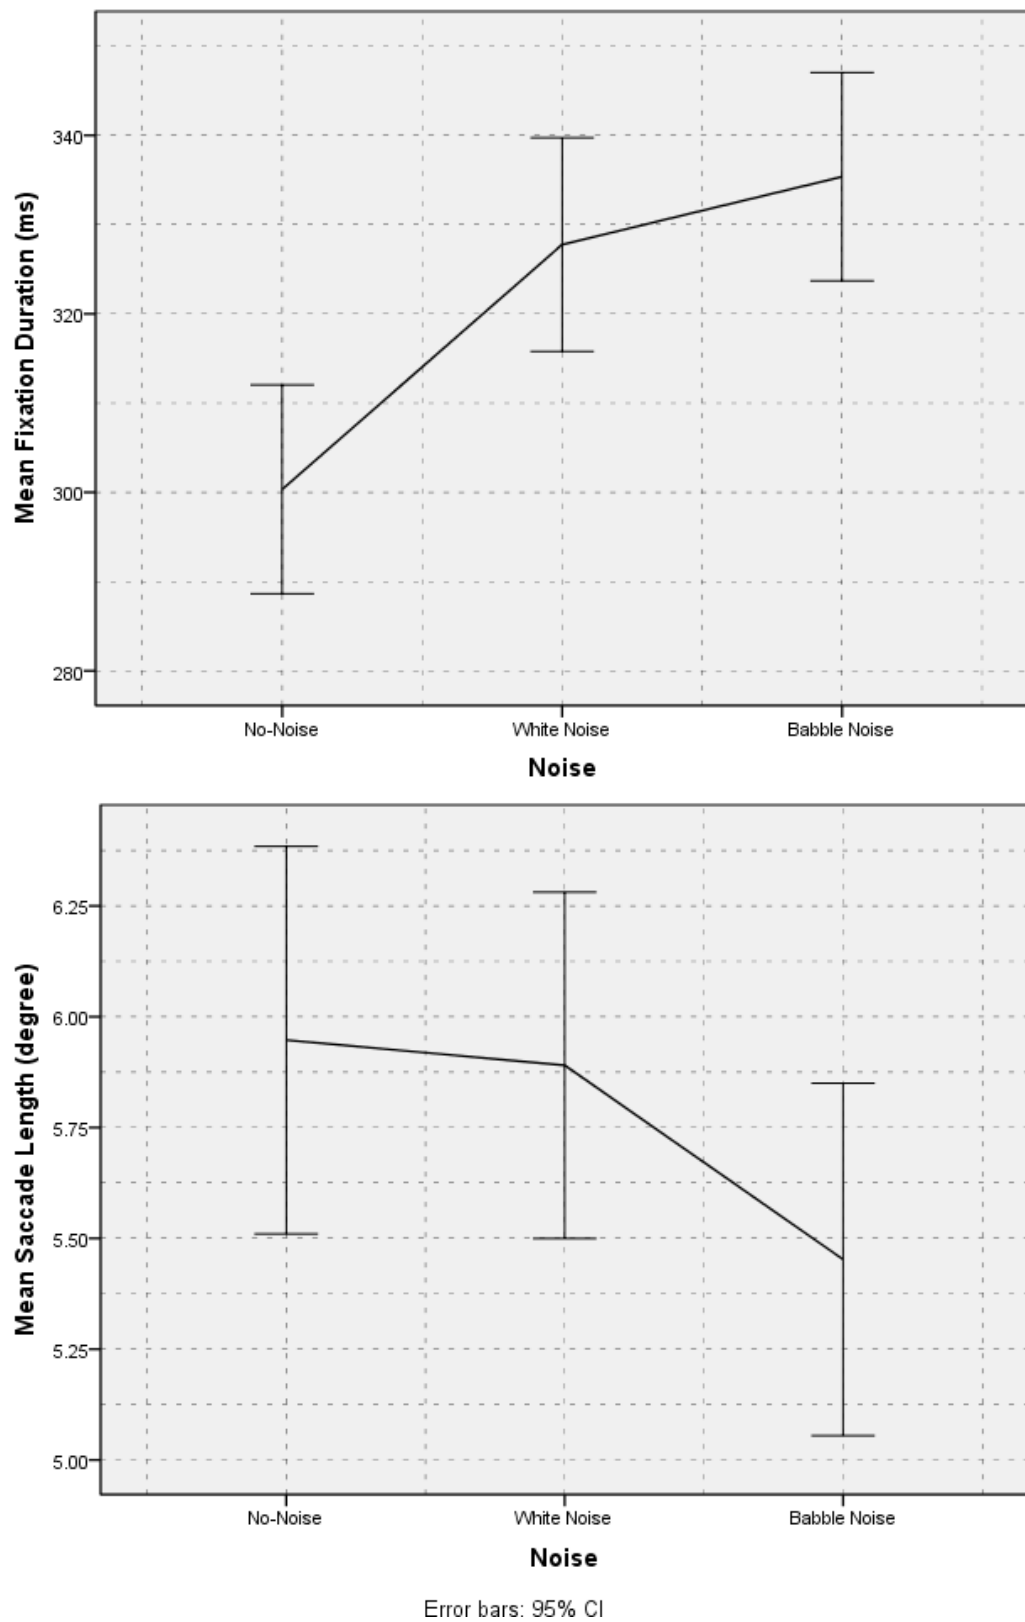 Mean Fixation Duration (ms)
340
320
300
280
No-Noise White Noise Babble Noise
Noise
Mean Saccade Length (degree)
6.25
6.00
5.75
5.50
5.25
5.00
No-Noise White Noise Babble Noise
Noise
Error bars: 95% CI